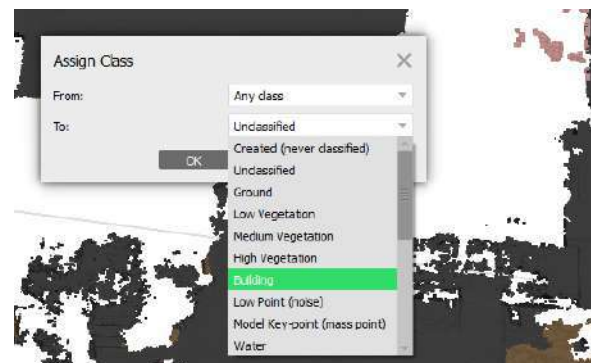 Assign Class
From: Any class
To: Unclassified
OK
Created (never classified)
Unclassified
Ground
Low Vegetation
Medium Vegetation
High Vegetation
Building
Low Point (noise)
Model Key-point (mass point)
Water